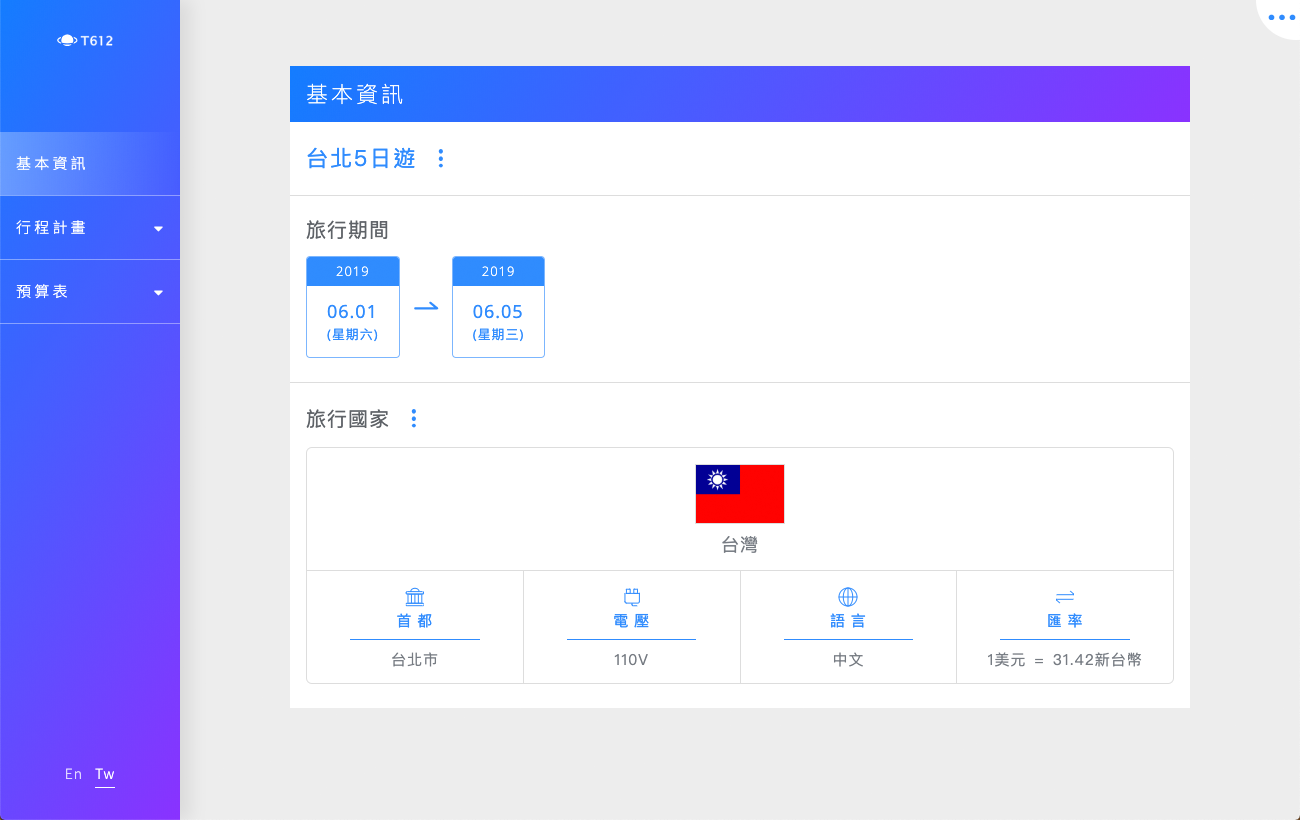 T612
基本資訊
行程計畫
預算表
En Tw
基本資訊
台北5日遊
旅行期間
2019
06.01
(星期六)
2019
06.05
(星期三)
旅行國家
台灣
首都
台北市
電壓
110V
語言
中文
匯率
1美元 = 31.42新台幣